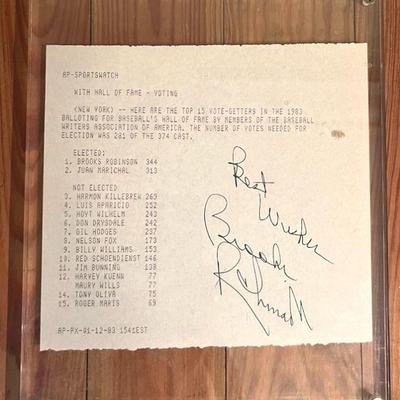 AP-SPORTSWATCH
WITH HALL OF FAME - VOTING
(NEW YORK) -- HERE ARE THE TOP 15 VOTE-GETTERS IN THE 1983
BALLOTING FOR BASEBALL'S HALL OF FAME BY MEMBERS OF THE BASEBALL
WRITERS ASSOCIATION OF AMERICA. THE NUMBER OF VOTES NEEDED FOR
ELECTION WAS 281 OF THE 374 CAST.
ELECTED:
1. BROOKS ROBINSON 344
2. JUAN MARICHAL 313
NOT ELECTED
3. HARMON KILLEBREW 269
4. LUIS APARICIO 252
5. HOYT WILHELM 243
6. DON DRYSDALE 242
7. GIL HODGES 237
8. NELSON FOX 173
9. BILLY WILLIAMS 153
10. RED SCHOENDIENST 146
11. JIM BUNNING 138
12. HARVEY KUENN 77
MAURY WILLS 77
14. TONY OLIVA 75
15. ROGER MARIS 69
AP-PX-01-12-83 1541EST
Best
Wishes
Brooks
Robinson